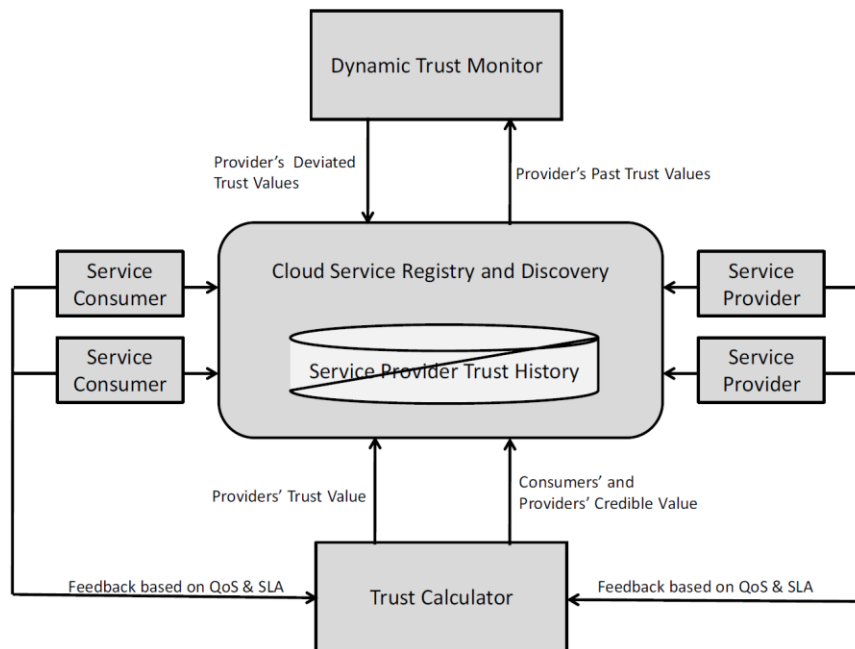 Dynamic Trust Monitor
Provider's Deviated
Trust Values
Provider's Past Trust Values
Service
Consumer
Cloud Service Registry and Discovery
Service
Provider
Service
Consumer
Service Provider Trust History
Service
Provider
Providers' Trust Value
Consumers' and
Providers' Credible Value
Feedback based on QoS & SLA
Trust Calculator
Feedback based on QoS & SLA